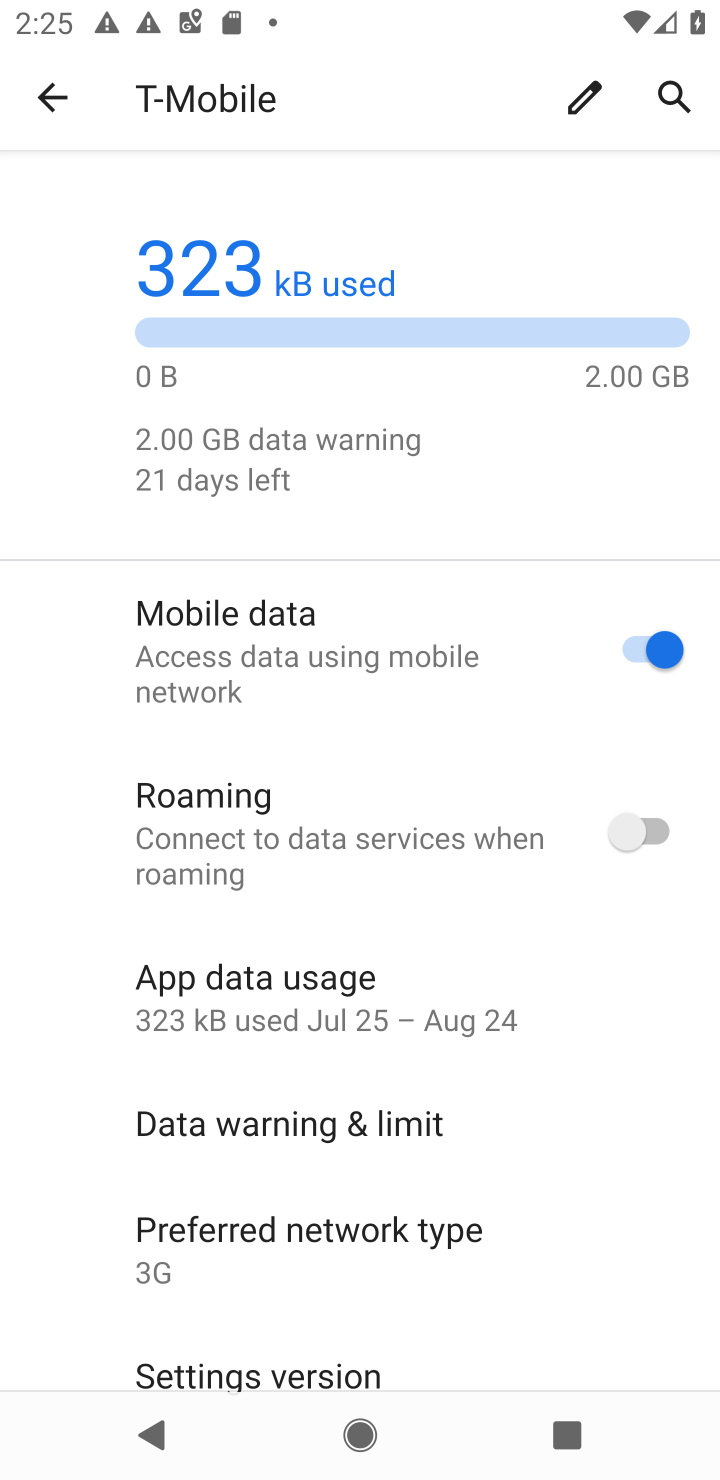 2:25
T-Mobile
323 kB used
0 B 2.00 GB
2.00 GB data warning
21 days left
Mobile data
Access data using mobile
network
Roaming
Connect to data services when
roaming
App data usage
323 kB used Jul 25 – Aug 24
Data warning & limit
Preferred network type
3G
Settings version